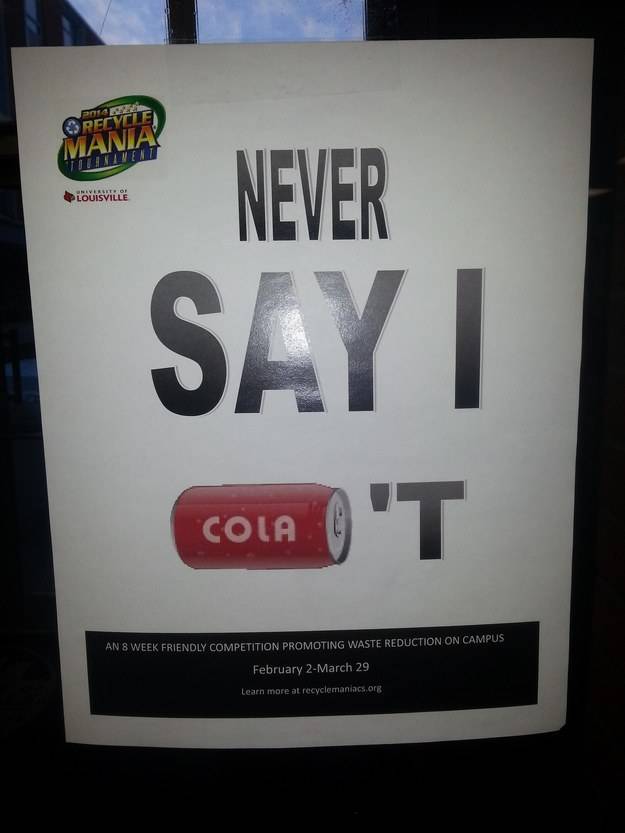 2014
RECYCLE
MANIA
TOURNAMENT
UNIVERSITY OF
LOUISVILLE
NEVER
SAY I
COLA 'T
AN 8 WEEK FRIENDLY COMPETITION PROMOTING WASTE REDUCTION ON CAMPUS
February 2-March 29
Learn more at recyclemaniacs.org